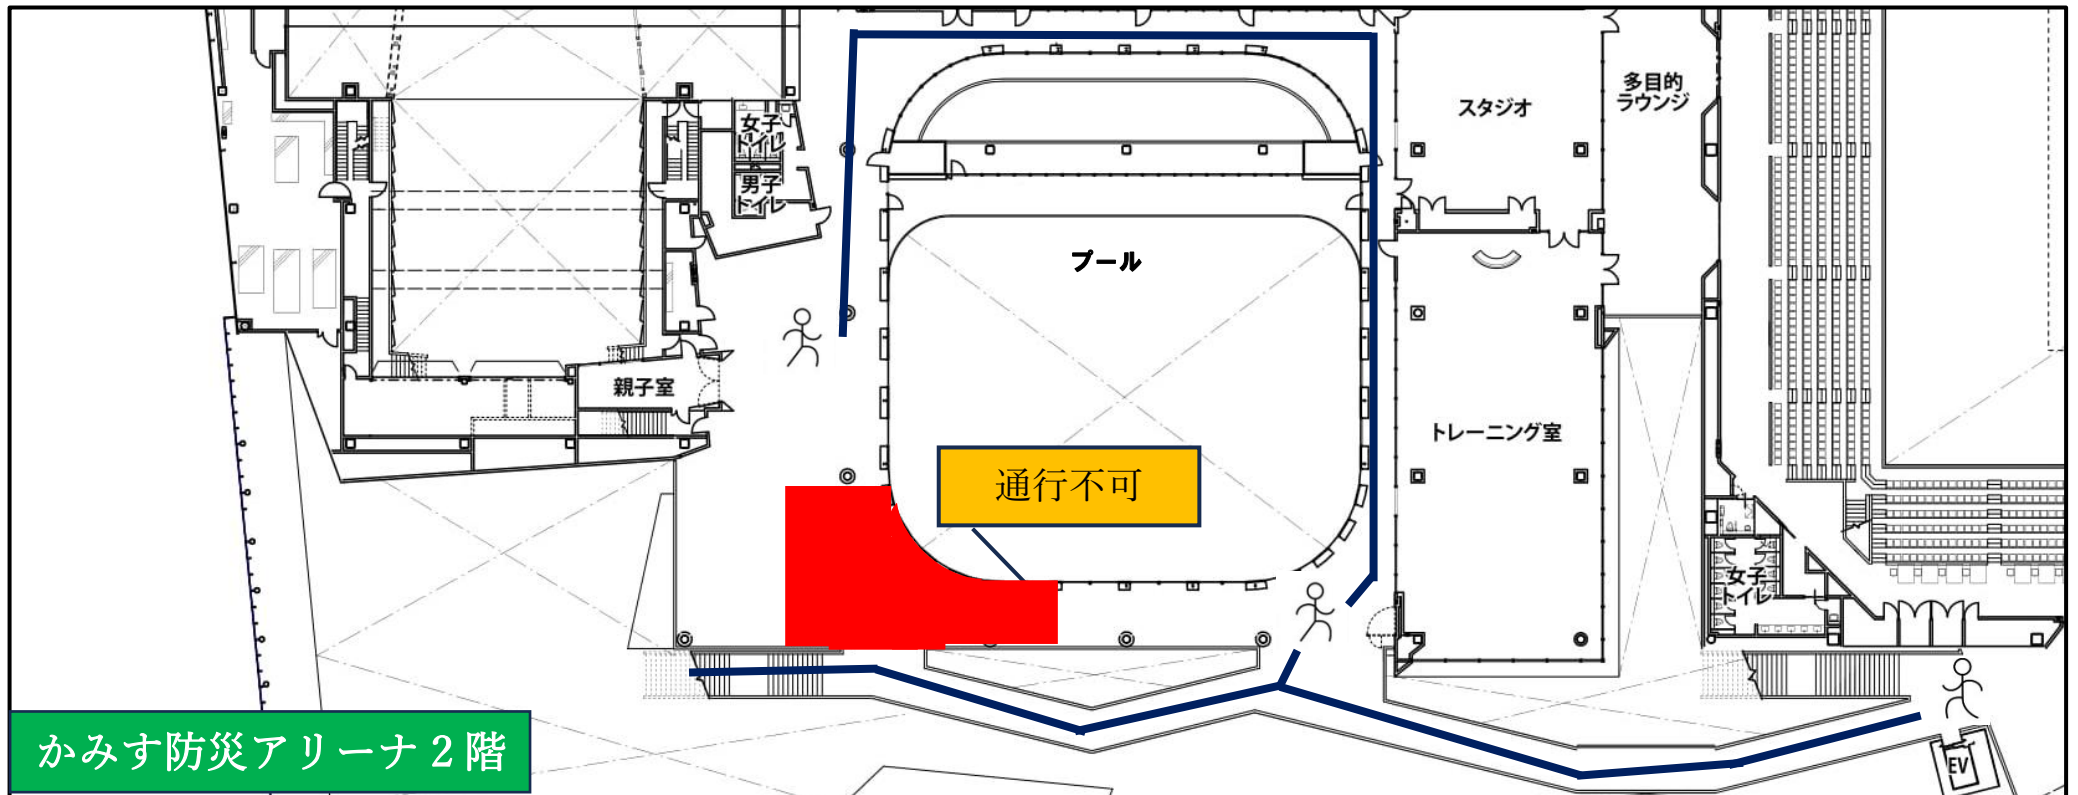 多目的
ラウンジ
スタジオ
女子
トイレ
男子
トイレ
プール
親子室
トレーニング室
通行不可
女子
トイレ
かみす防災アリーナ２階
EV